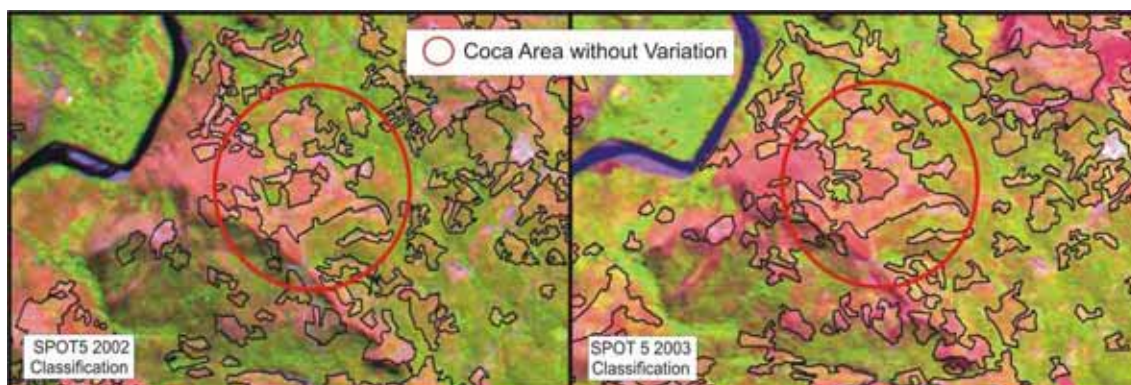 Coca Area without Variation
SPOT5 2002
Classification
SPOT 5 2003
Classification